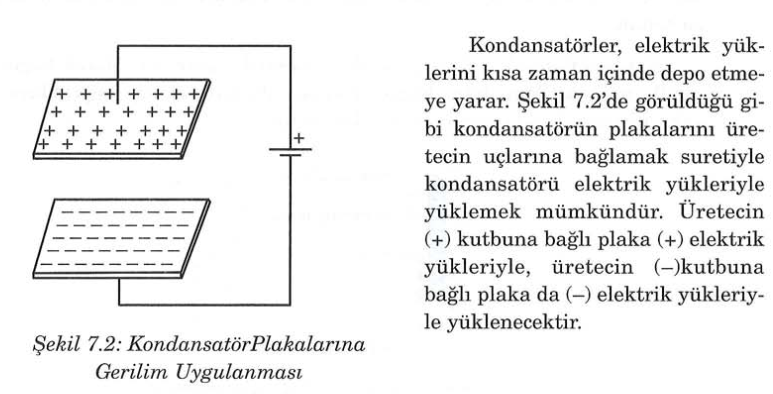 + + + + + + +
+ + + + + + +
+ + + + + + +
+
– – – – – – –
– – – – – – –
– – – – – – –
– – – – – – –
– – – – – – –
Şekil 7.2: KondansatörPlakalarına
Gerilim Uygulanması
Kondansatörler, elektrik yük-
lerini kısa zaman içinde depo etme-
ye yarar. Şekil 7.2’de görüldüğü gi-
bi kondansatörün plakalarını üre-
tecin uçlarına bağlamak suretiyle
kondansatörü elektrik yükleriyle
yüklemek mümkündür. Üretecin
(+) kutbuna bağlı plaka (+) elektrik
yükleriyle, üretecin (–)kutbuna
bağlı plaka da (–) elektrik yükleriy-
le yüklenecektir.